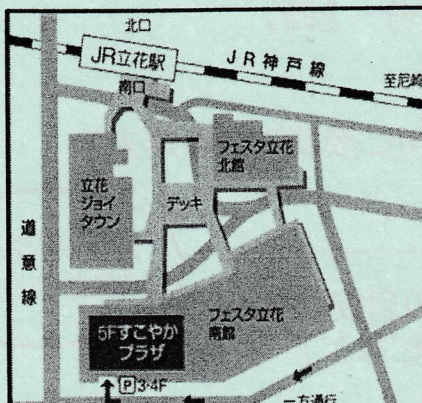 北口
JR立花駅
JR神戸線
至尼崎
南口
フェスタ立花
北館
立花
ジョイ
タウン
デッキ
道意線
フェスタ立花
南館
5Fすこやか
プラザ
P3・4F
一方通行